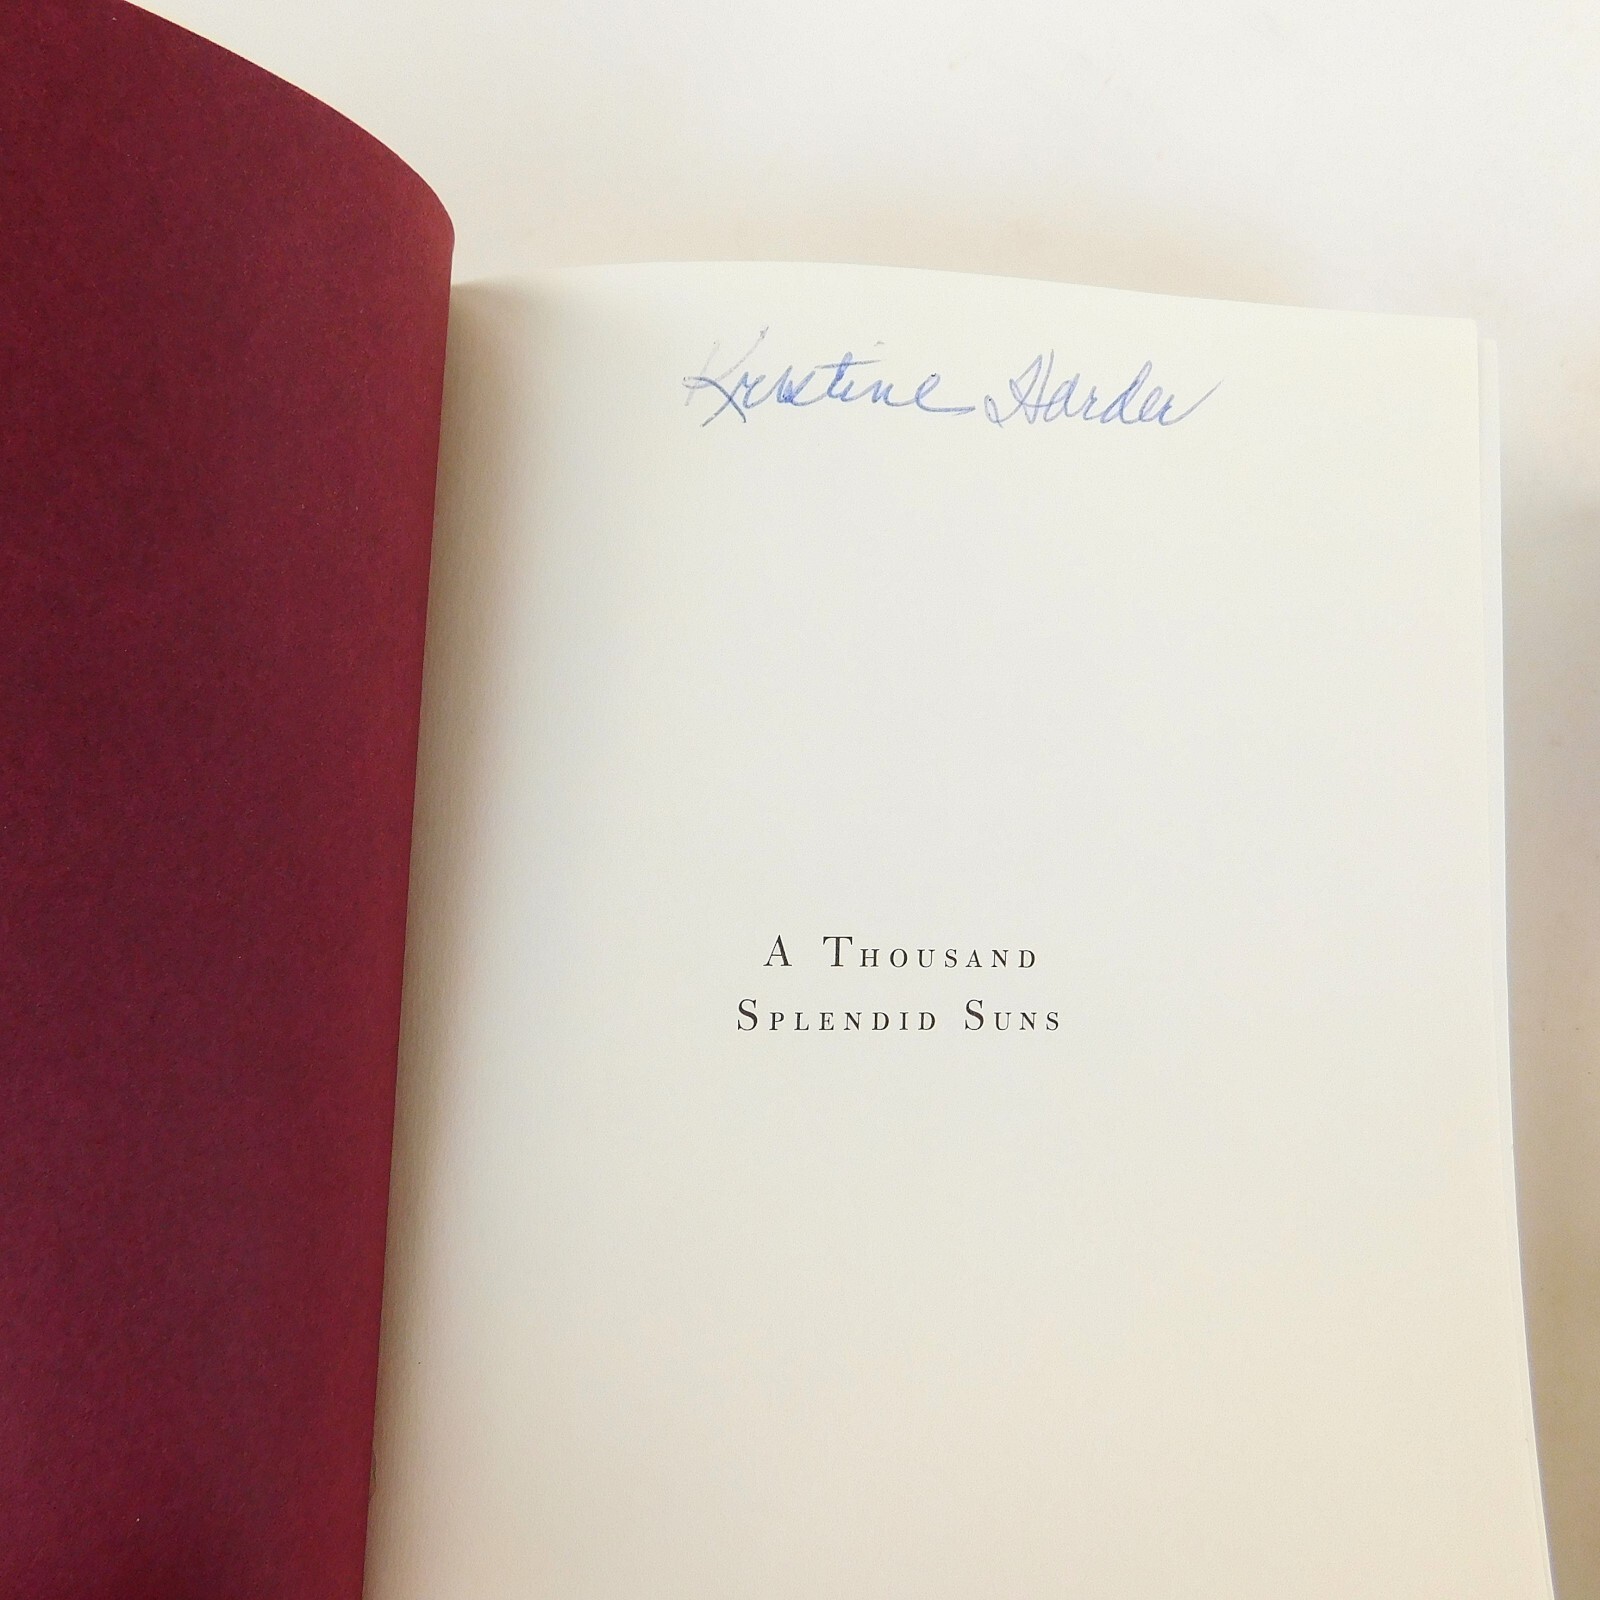 Kristine Harder
A THOUSAND
SPLENDID SUNS